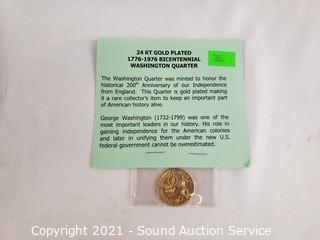 24 KT GOLD PLATED
1776-1976 BICENTENNIAL
WASHINGTON QUARTER
285.
The Washington Quarter was minted to honor the
historical 200th Anniversary of our Independence
from England. This Quarter is gold plated making
it a rare collector's item to keep an important part
of American history alive.
George Washington (1732-1799) was one of the
most important leaders in our history. His role in
gaining independence for the American colonies
and later in unifying them under the new U.S.
federal government cannot be overestimated.
Copyright 2021 - Sound Auction Service